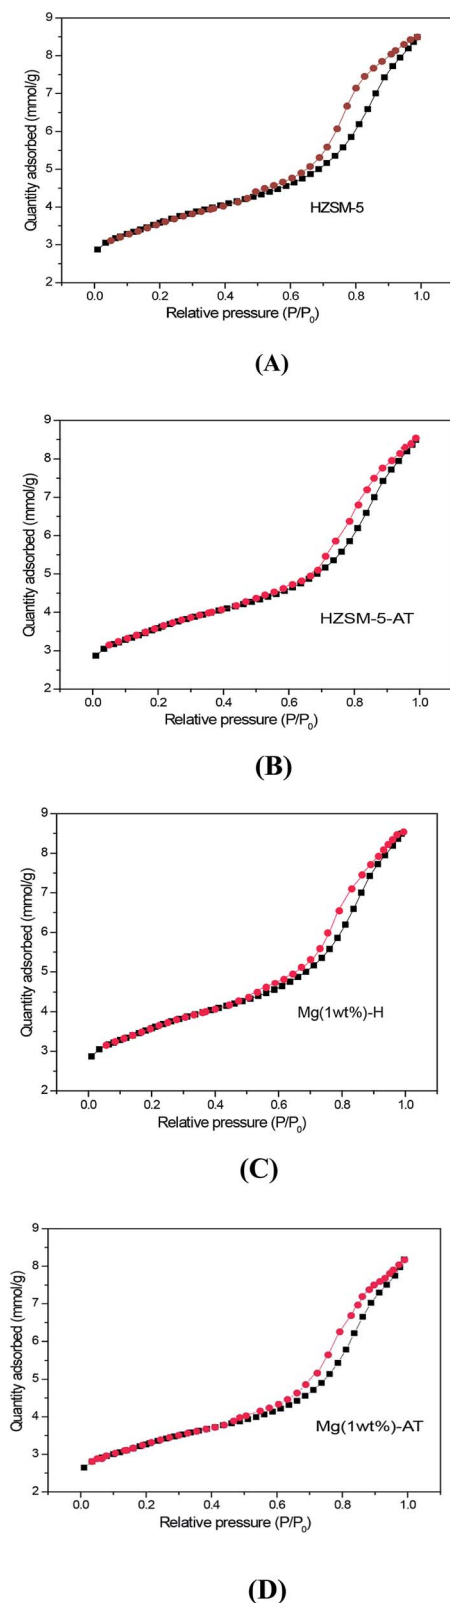 9
8
7
6
5
4
3
2
Quantity adsorbed (mmol/g)
HZSM-5
0.0 0.2 0.4 0.6 0.8 1.0
Relative pressure (P/P0)
(A)
9
8
7
6
5
4
3
2
Quantity adsorbed (mmol/g)
HZSM-5-AT
0.0 0.2 0.4 0.6 0.8 1.0
Relative pressure (P/P0)
(B)
9
8
7
6
5
4
3
2
Quantity adsorbed (mmol/g)
Mg(1wt%)-H
0.0 0.2 0.4 0.6 0.8 1.0
Relative pressure (P/P0)
(C)
9
8
7
6
5
4
3
2
Quantity adsorbed (mmol/g)
Mg(1wt%)-AT
0.0 0.2 0.4 0.6 0.8 1.0
Relative pressure (P/P0)
(D)